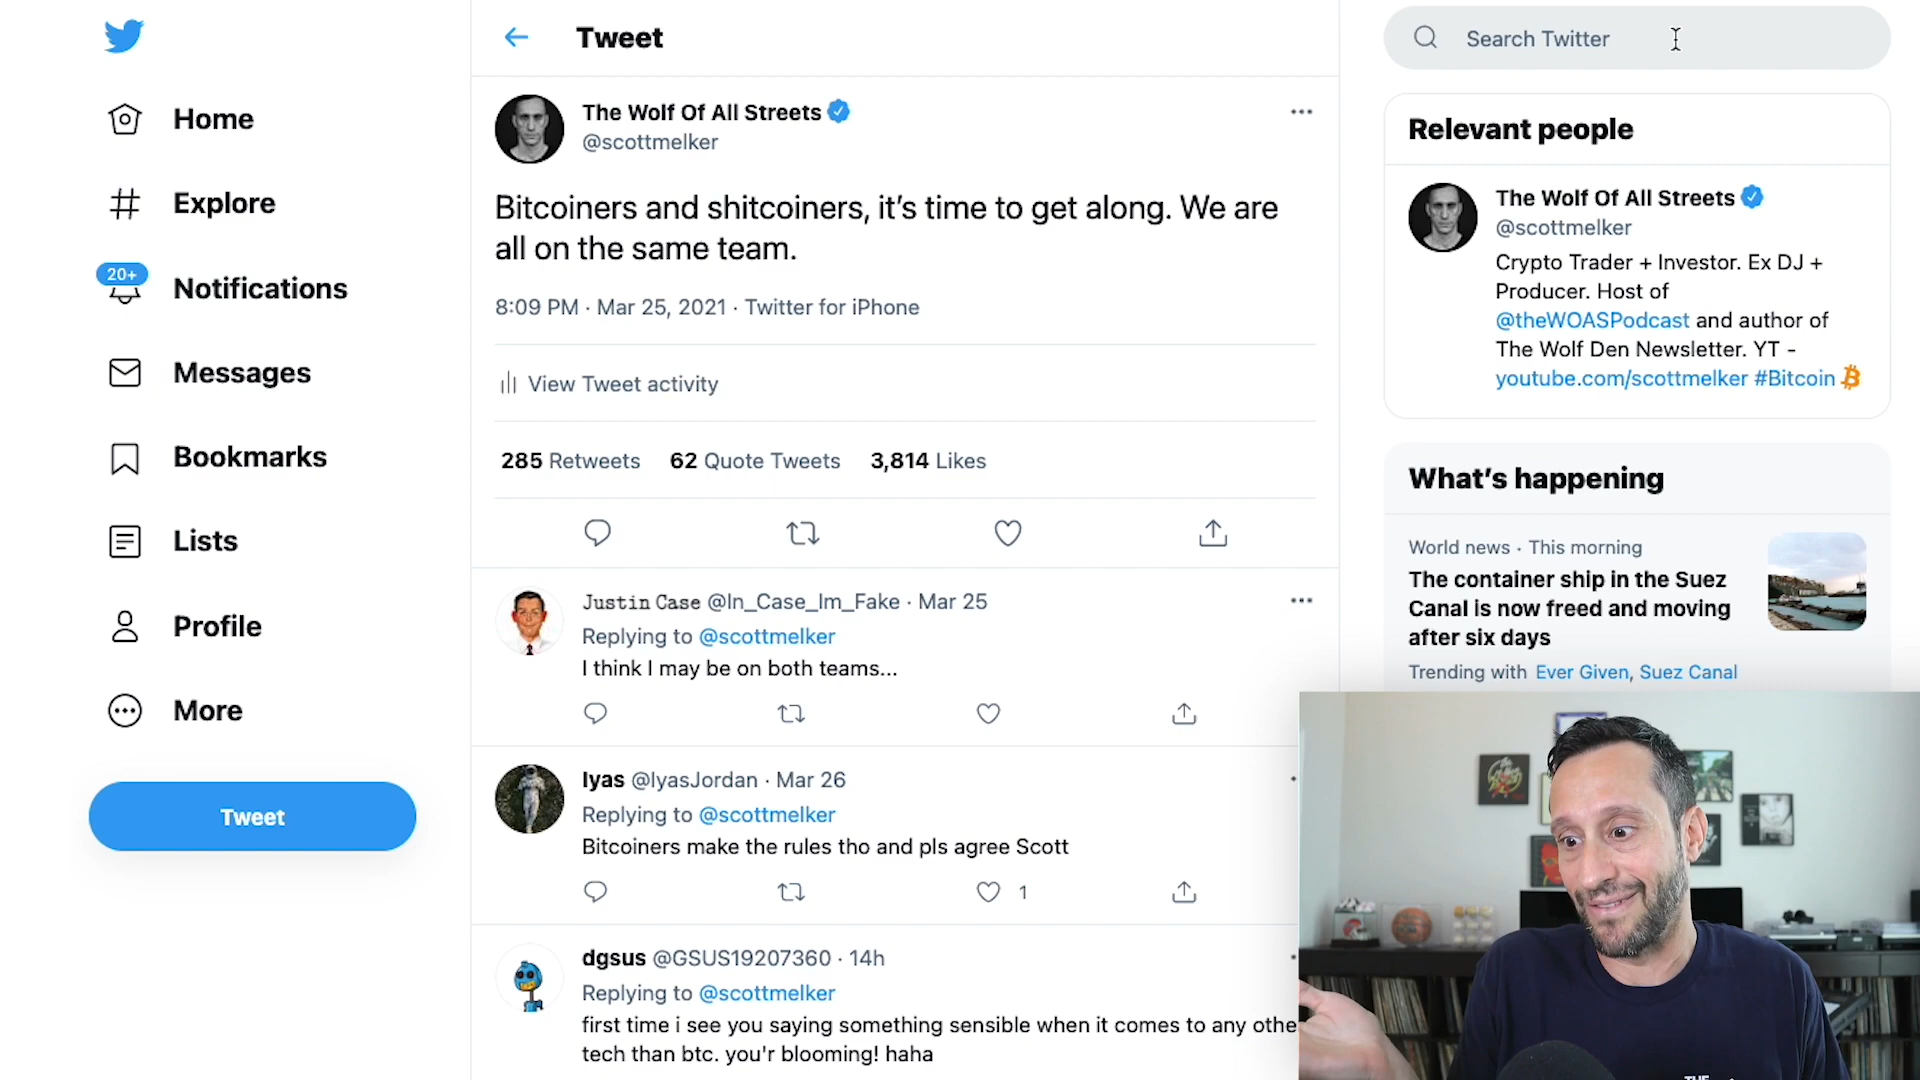 Home
Explore
20+
Notifications
Messages
Bookmarks
Lists
Profile
More
Tweet
Tweet
The Wolf Of All Streets
@scottmelker
Bitcoiners and shitcoiners, it’s time to get along. We are
all on the same team.
8:09 PM · Mar 25, 2021 · Twitter for iPhone
View Tweet activity
285 Retweets 62 Quote Tweets 3,814 Likes
Justin Case @In_Case_Im_Fake · Mar 25
Replying to @scottmelker
I think I may be on both teams...
Iyas @IyasJordan · Mar 26
Replying to @scottmelker
Bitcoiners make the rules tho and pls agree Scott
1
dgsus @GSUS19207360 · 14h
Replying to @scottmelker
first time i see you saying something sensible when it comes to any othe
tech than btc. you'r blooming! haha
Search Twitter
Relevant people
The Wolf Of All Streets
@scottmelker
Crypto Trader + Investor. Ex DJ +
Producer. Host of
@theWOASPodcast and author of
The Wolf Den Newsletter. YT -
youtube.com/scottmelker #Bitcoin
What’s happening
World news · This morning
The container ship in the Suez
Canal is now freed and moving
after six days
Trending with Ever Given, Suez Canal
THE